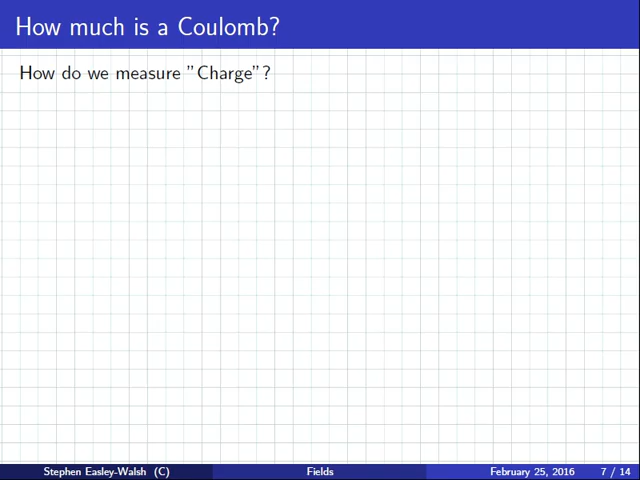 How much is a Coulomb?
How do we measure ”Charge”?
Stephen Easley-Walsh (C) Fields February 25, 2016 7 / 14